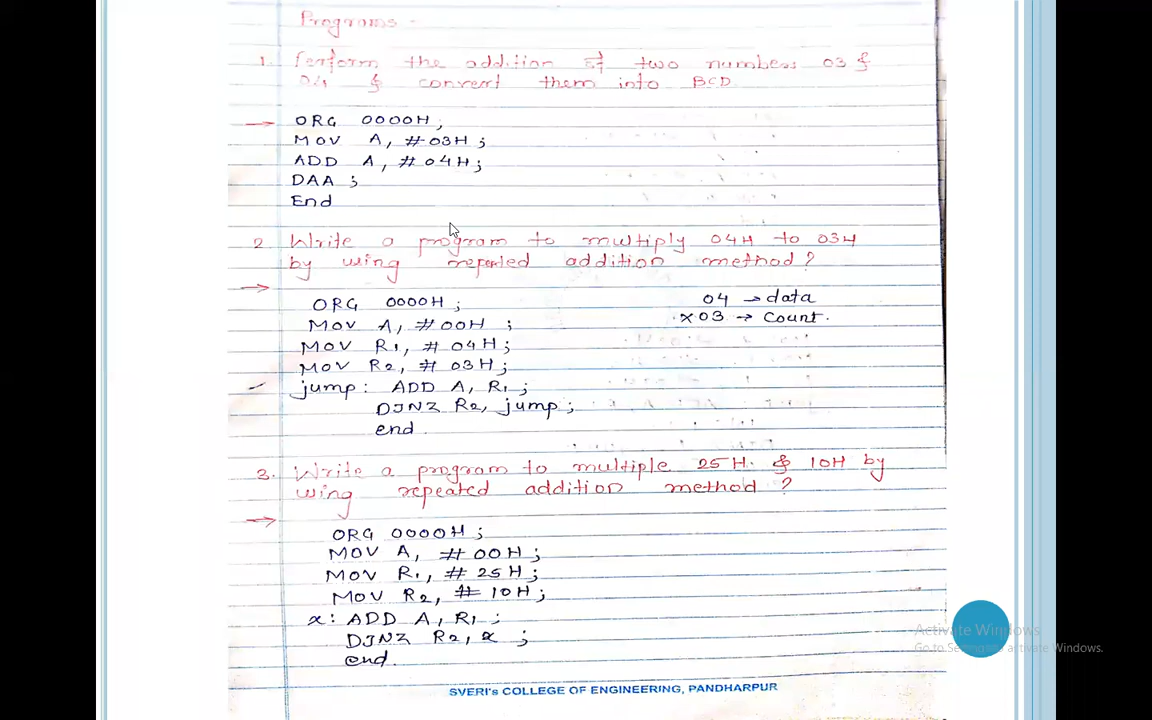 Programs -
1. Perform the addition of two numbers 03 &
04 & convert them into BCD.
→ ORG 0000H;
MOV A, #03H;
ADD A, #04H;
DAA;
End
2. Write a program to multiply 04H to 03H
by using repeated addition method?
→
ORG 0000H; 04 → data
MOV A, #00H; ×03 → Count.
MOV R1, #04H;
MOV R2, #03H;
jump: ADD A, R1;
DJNZ R2, jump;
end.
3. Write a program to multiple 25H. & 10H by
using repeated addition method?
→
ORG 0000H;
MOV A, #00H;
MOV R1, #25H;
MOV R2, #10H;
x: ADD A, R1;
DJNZ R2, x;
end.
SVERI's COLLEGE OF ENGINEERING, PANDHARPUR
Activate Windows
Go to Settings to activate Windows.